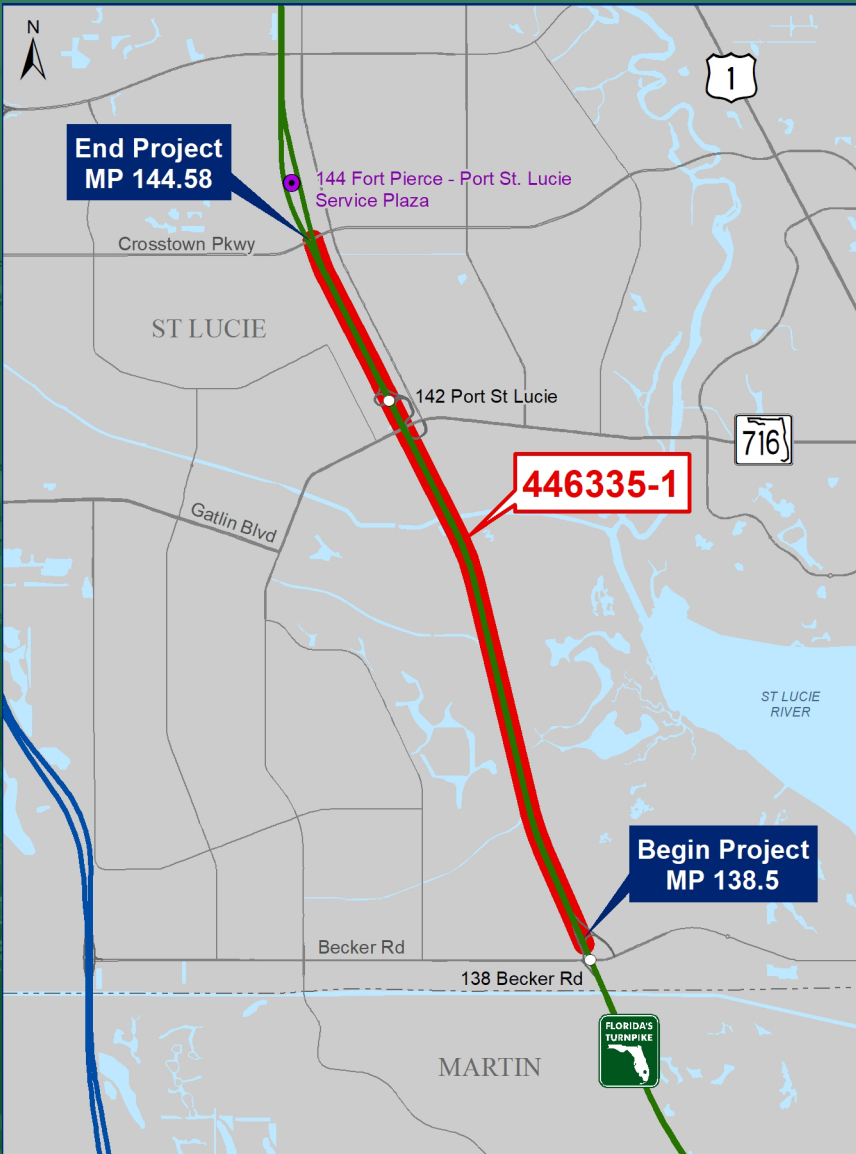 N
1
End Project
MP 144.58
144 Fort Pierce - Port St. Lucie
Service Plaza
Crosstown Pkwy
ST LUCIE
142 Port St Lucie
716
446335-1
Gatlin Blvd
ST LUCIE
RIVER
Begin Project
MP 138.5
Becker Rd
138 Becker Rd
FLORIDA'S
TURNPIKE
MARTIN